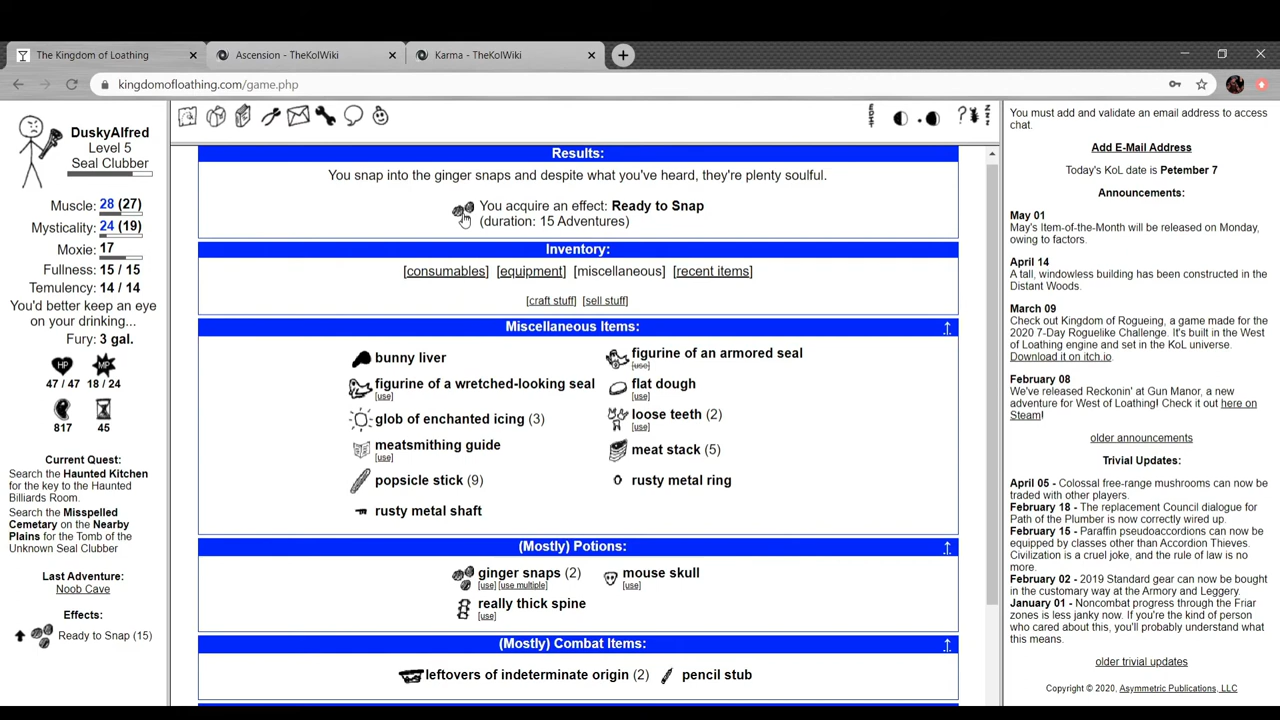 The Kingdom of Loathing
Ascension - TheKolWiki
Karma - TheKolWiki
kingdomofloathing.com/game.php
DuskyAlfred
Level 5
Seal Clubber
Muscle: 28 (27)
Mysticality: 24 (19)
Moxie: 17
Fullness: 15 / 15
Temulency: 14 / 14
You'd better keep an eye
on your drinking...
Fury: 3 gal.
HP MP
47 / 47 18 / 24
817 45
Current Quest:
Search the Haunted Kitchen
for the key to the Haunted
Billiards Room.
Search the Misspelled
Cemetary on the Nearby
Plains for the Tomb of the
Unknown Seal Clubber
Last Adventure:
Noob Cave
Effects:
Ready to Snap (15)
EDIT
? Z Z Z
Results:
You snap into the ginger snaps and despite what you've heard, they're plenty soulful.
You acquire an effect: Ready to Snap
(duration: 15 Adventures)
Inventory:
[consumables] [equipment] [miscellaneous] [recent items]
[craft stuff] [sell stuff]
Miscellaneous Items:
bunny liver
figurine of an armored seal
[use]
figurine of a wretched-looking seal
[use]
flat dough
[use]
glob of enchanted icing (3)
loose teeth (2)
[use]
meatsmithing guide
[use]
meat stack (5)
popsicle stick (9)
rusty metal ring
rusty metal shaft
(Mostly) Potions:
ginger snaps (2)
[use] [use multiple]
mouse skull
[use]
really thick spine
[use]
(Mostly) Combat Items:
leftovers of indeterminate origin (2)
pencil stub
You must add and validate an email address to access
chat.
Add E-Mail Address
Today's KoL date is Petember 7
Announcements:
May 01
May's Item-of-the-Month will be released on Monday,
owing to factors.
April 14
A tall, windowless building has been constructed in the
Distant Woods.
March 09
Check out Kingdom of Rogueing, a game made for the
2020 7-Day Roguelike Challenge. It's built in the West
of Loathing engine and set in the KoL universe.
Download it on itch.io.
February 08
We've released Reckonin' at Gun Manor, a new
adventure for West of Loathing! Check it out here on
Steam!
older announcements
Trivial Updates:
April 05 - Colossal free-range mushrooms can now be
traded with other players.
February 18 - The replacement Council dialogue for
Path of the Plumber is now correctly wired up.
February 15 - Paraffin pseudoaccordions can now be
equipped by classes other than Accordion Thieves.
Civilization is a cruel joke, and the rule of law is no
more.
February 02 - 2019 Standard gear can now be bought
in the customary way at the Armory and Leggery.
January 01 - Noncombat progress through the Friar
zones is less janky now. If you're the kind of person
who cared about this, you'll probably understand what
this means.
older trivial updates
Copyright © 2020, Asymmetric Publications, LLC